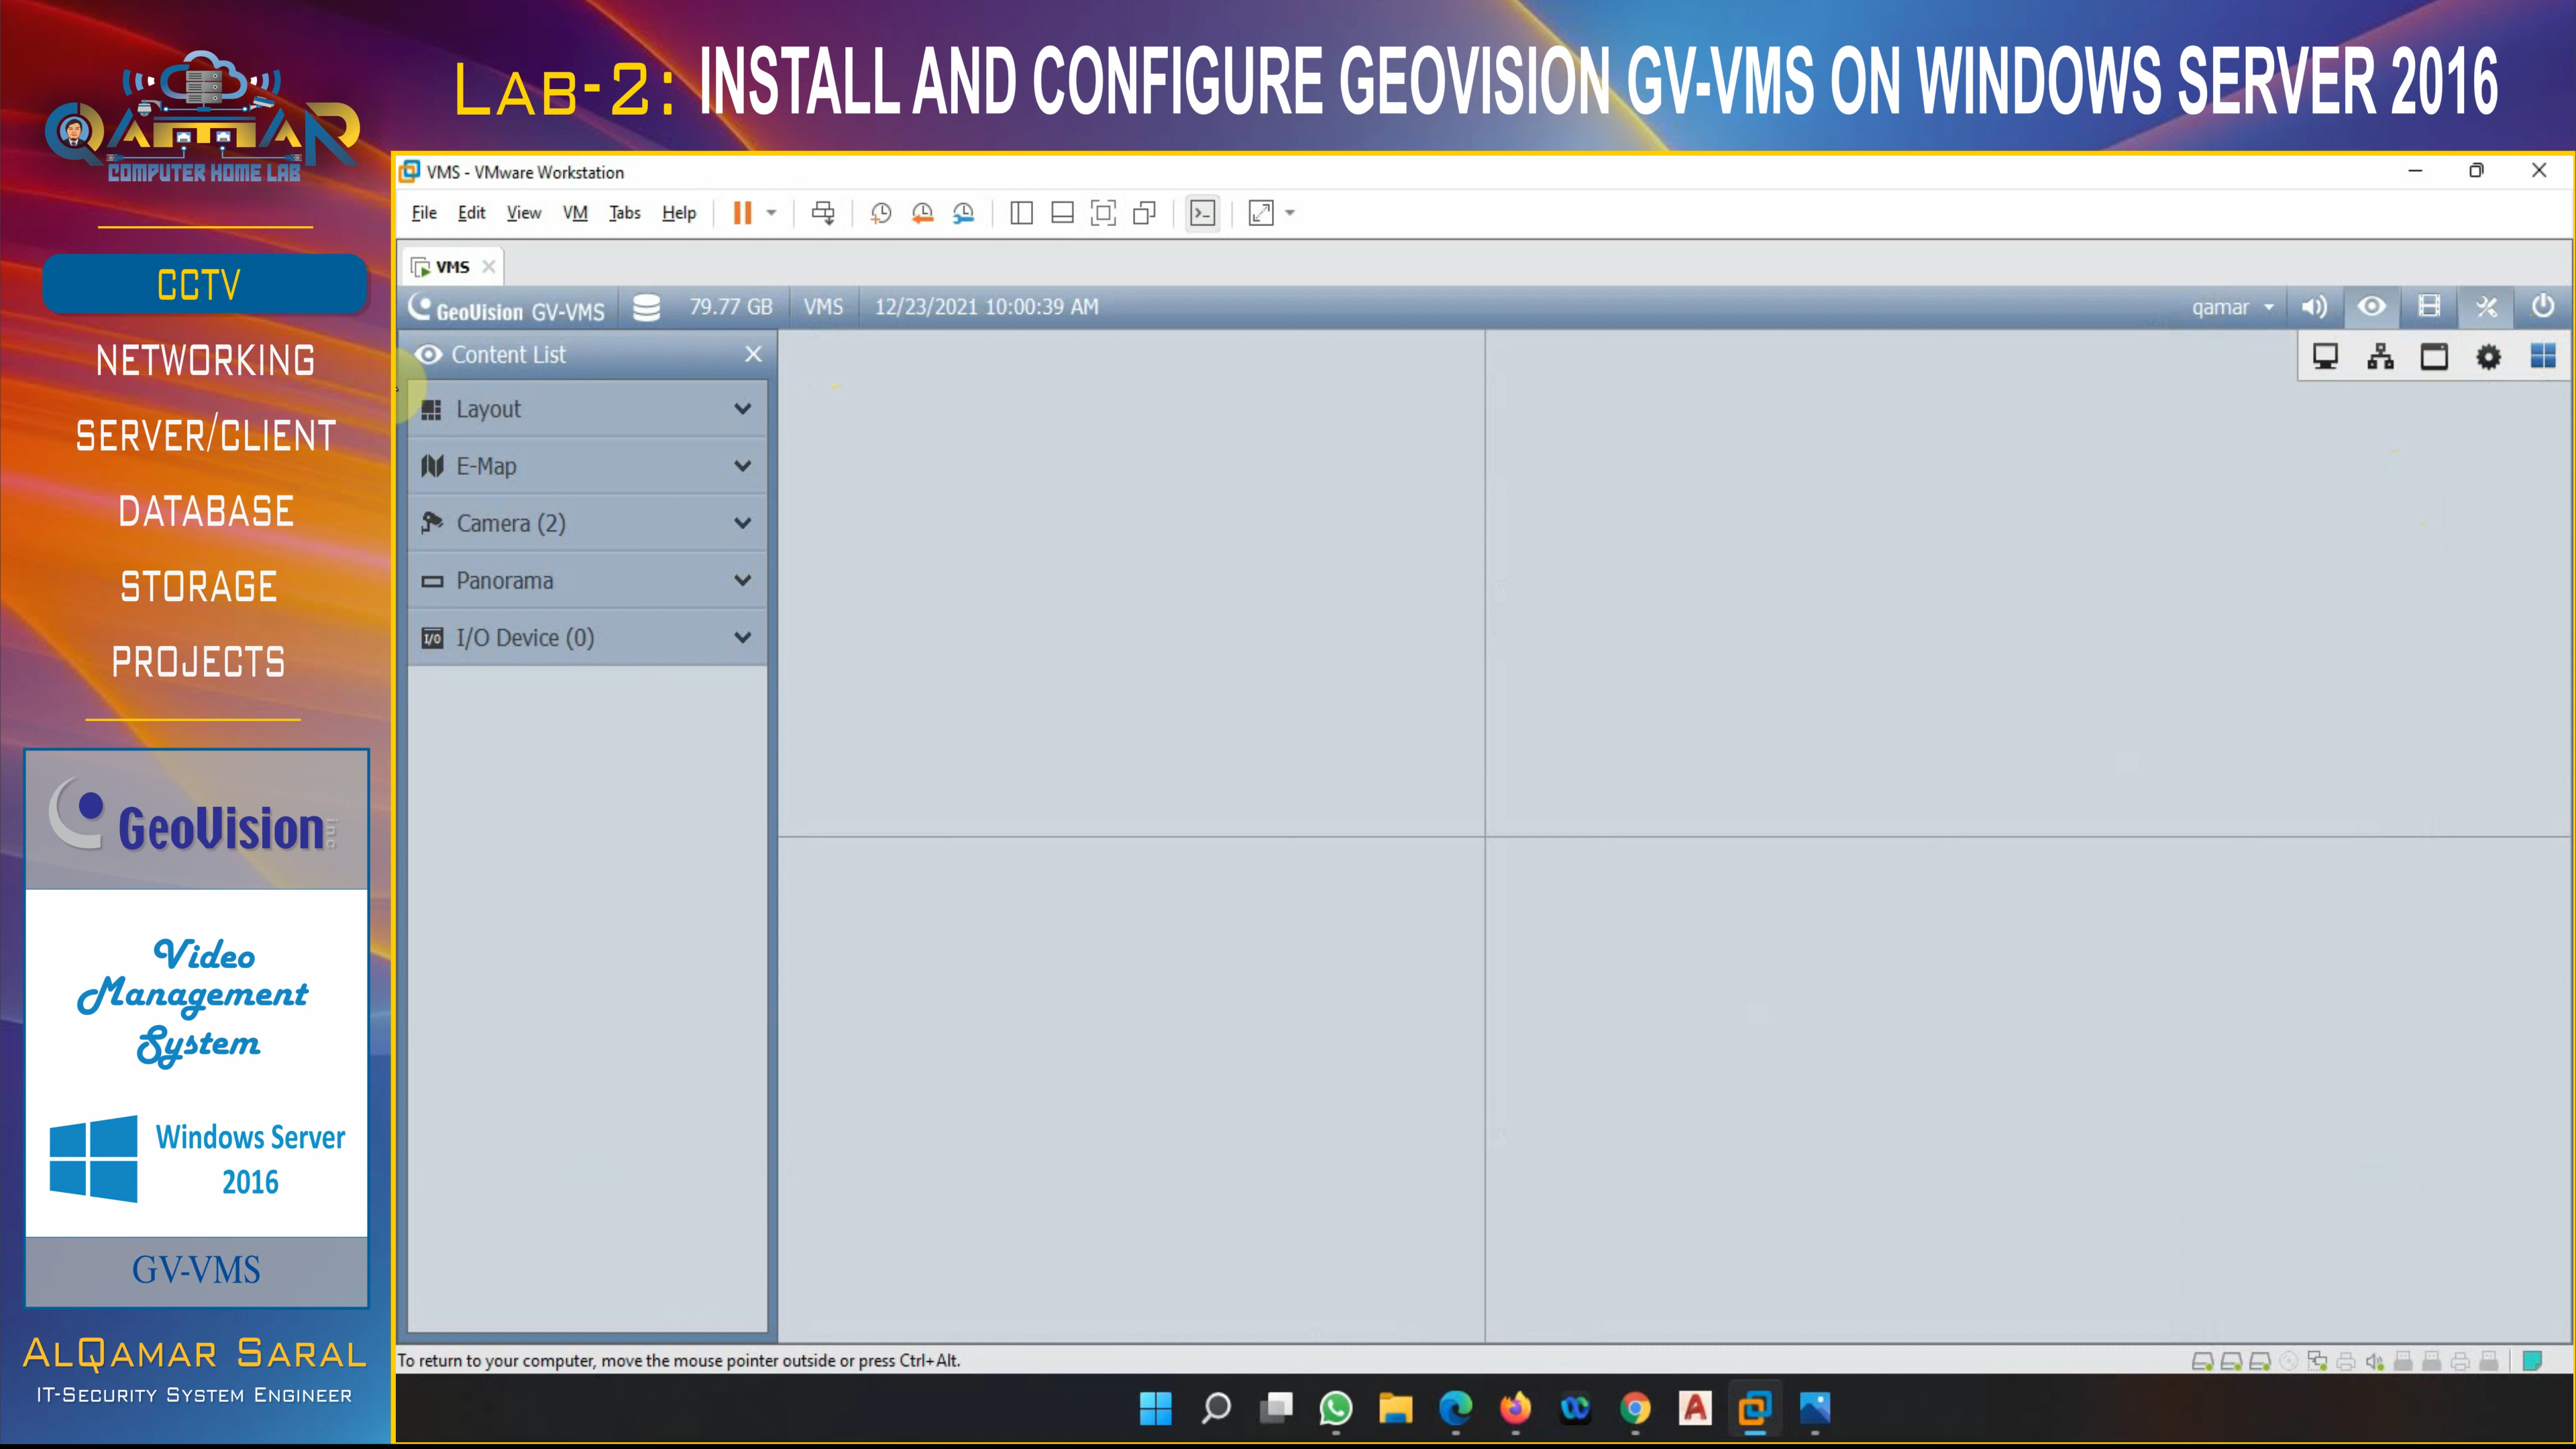 QAMAR
COMPUTER HOME LAB
LAB-2: INSTALL AND CONFIGURE GEOVISION GV-VMS ON WINDOWS SERVER 2016
CCTV
NETWORKING
SERVER/CLIENT
DATABASE
STORAGE
PROJECTS
GeoVision Inc
Video
Management
System
Windows Server
2016
GV-VMS
ALQAMAR SARAL
IT-SECURITY SYSTEM ENGINEER
VMS - VMware Workstation
File Edit View VM Tabs Help
VMS
GeoVision GV-VMS 79.77 GB VMS 12/23/2021 10:00:39 AM qamar
Content List
Layout
E-Map
Camera (2)
Panorama
I/O I/O Device (0)
To return to your computer, move the mouse pointer outside or press Ctrl+Alt.